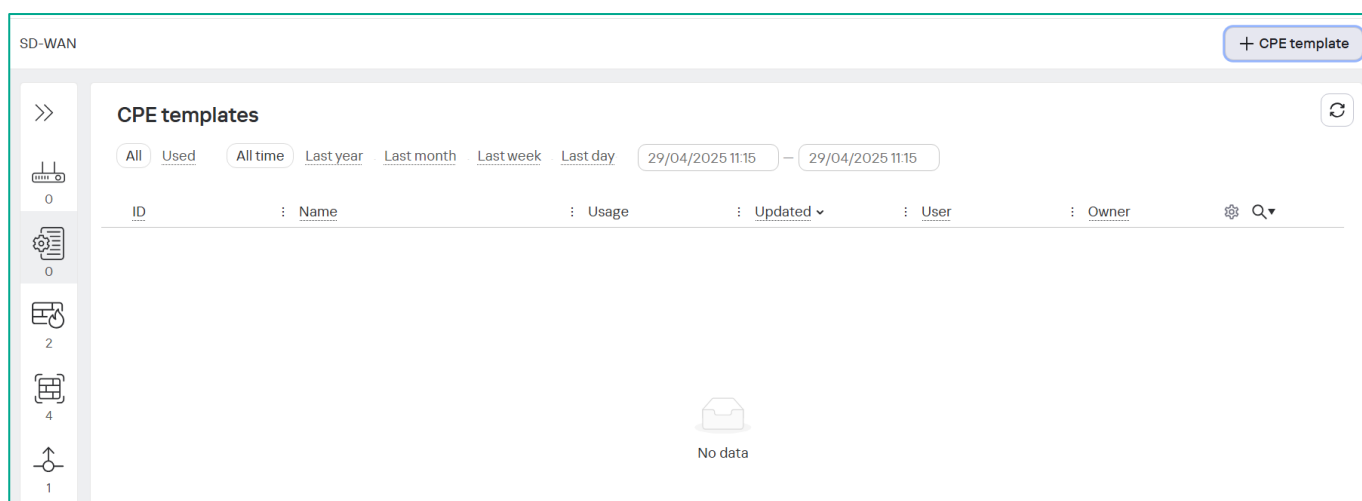 SD-WAN
+ CPE template
CPE templates
All Used All time Last year Last month Last week Last day 29/04/2025 11:15 — 29/04/2025 11:15
ID Name Usage Updated User Owner
0
0
2
4
1
No data